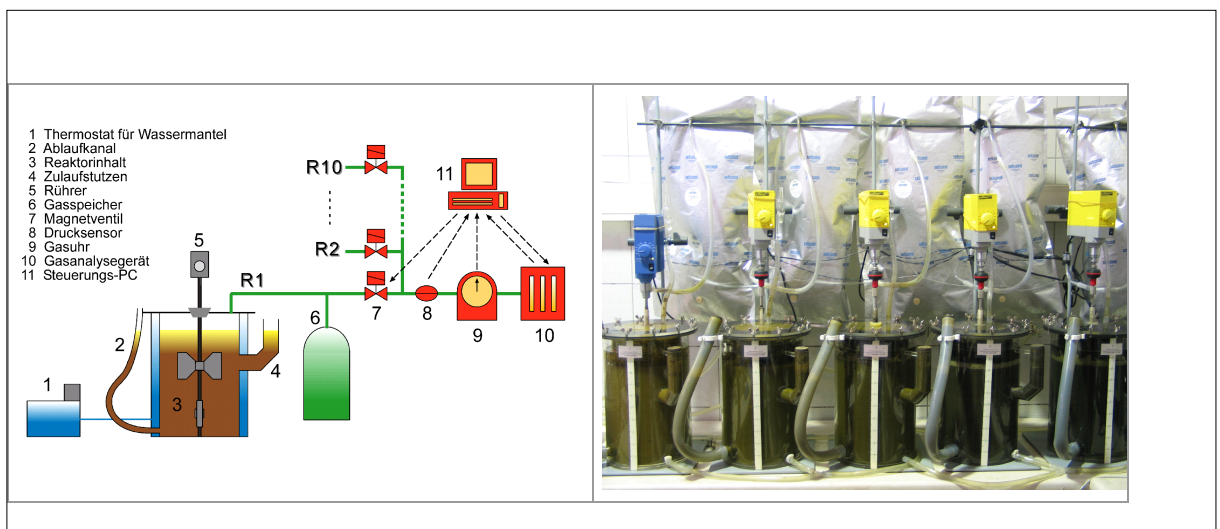 1 Thermostat für Wassermantel
2 Ablaufkanal
3 Reaktorinhalt
4 Zulaufstutzen
5 Rührer
6 Gasspeicher
7 Magnetventil
8 Drucksensor
9 Gasuhr
10 Gasanalysegerät
11 Steuerungs-PC
R10
11
R2
5
R1
6
7
8
9
10
2
4
1
3